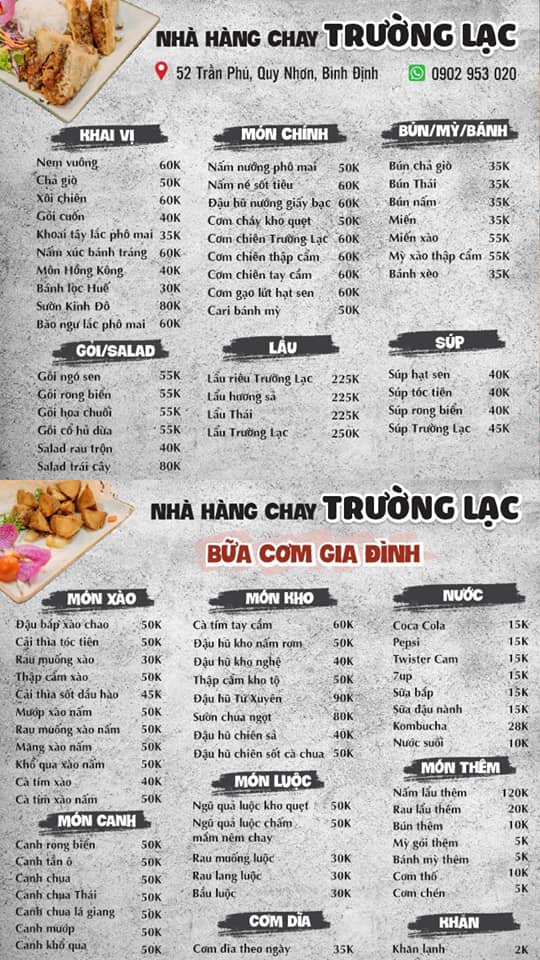 NHÀ HÀNG CHAY TRƯỜNG LẠC
52 Trần Phú, Quy Nhơn, Bình Định 0902 953 020
KHAI VỊ
Nem vuông 60K
Chả giò 50K
Xôi chiên 60K
Gỏi cuốn 40K
Khoai tây lắc phô mai 35K
Nấm xúc bánh tráng 60K
Môn Hồng Kông 40K
Bánh lọc Huế 30K
Sườn Kinh Đô 80K
Bào ngư lắc phô mai 60K
MÓN CHÍNH
Nấm nướng phô mai 50K
Nấm né sốt tiêu 60K
Đậu hũ nướng giấy bạc 60K
Cơm cháy kho quẹt 50K
Cơm chiên Trường Lạc 60K
Cơm chiên thập cẩm 60K
Cơm chiên tay cầm 60K
Cơm gạo lứt hạt sen 60K
Cari bánh mỳ 50K
BÚN/MỲ/BÁNH
Bún chả giò 35K
Bún Thái 35K
Bún nấm 35K
Miến 35K
Miến xào 55K
Mỳ xào thập cẩm 55K
Bánh xèo 35K
GỎI/SALAD
Gỏi ngó sen 55K
Gỏi rong biển 55K
Gỏi hoa chuối 55K
Gỏi cổ hũ dừa 55K
Salad rau trộn 40K
Salad trái cây 80K
LẨU
Lẩu riêu Trường Lạc 225K
Lẩu hương sả 225K
Lẩu Thái 225K
Lẩu Trường Lạc 250K
SÚP
Súp hạt sen 40K
Súp tóc tiên 40K
Súp rong biển 40K
Súp Trường Lạc 45K
NHÀ HÀNG CHAY TRƯỜNG LẠC
BỮA CƠM GIA ĐÌNH
MÓN XÀO
Đậu bắp xào chao 50K
Cải thìa tóc tiên 50K
Rau muống xào 30K
Thập cẩm xào 50K
Cải thìa sốt dầu hào 45K
Mướp xào nấm 50K
Rau muống xào nấm 50K
Măng xào nấm 50K
Khổ qua xào nấm 50K
Cà tím xào 40K
Cà tím xào nấm 50K
MÓN CANH
Canh rong biển 50K
Canh tần ô 50K
Canh chua 50K
Canh chua Thái 50K
Canh chua lá giang 50K
Canh mướp 50K
Canh khổ qua 50K
MÓN KHO
Cà tím tay cầm 60K
Đậu hũ kho nấm rơm 50K
Đậu hũ kho nghệ 40K
Thập cẩm kho tộ 50K
Đậu hũ Tứ Xuyên 90K
Sườn chua ngọt 80K
Đậu hũ chiên sả 40K
Đậu hũ chiên sốt cà chua 50K
MÓN LUỘC
Ngũ quả luộc kho quẹt 50K
Ngũ quả luộc chấm 50K
mắm nêm chay
Rau muống luộc 30K
Rau lang luộc 30K
Bầu luộc 30K
CƠM DĨA
Cơm dĩa theo ngày 35K
NƯỚC
Coca Cola 15K
Pepsi 15K
Twister Cam 15K
7up 15K
Sữa bắp 15K
Sữa đậu nành 15K
Kombucha 28K
Nước suối 10K
MÓN THÊM
Nấm lẩu thêm 120K
Rau lẩu thêm 20K
Bún thêm 10K
Mỳ gói thêm 5K
Bánh mỳ thêm 5K
Cơm thố 10K
Cơm chén 5K
KHĂN
Khăn lạnh 2K